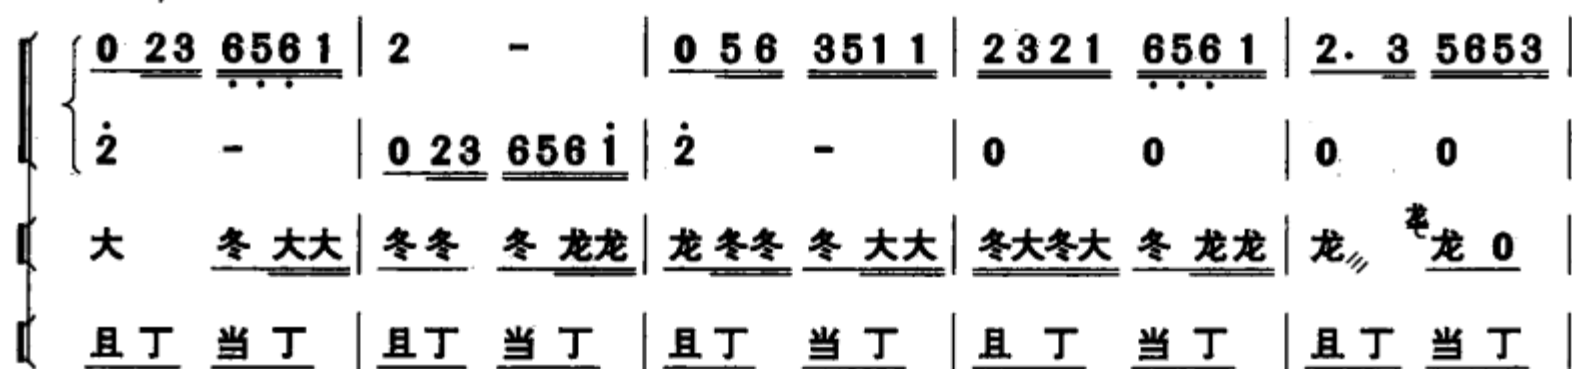 0 23 6561 | 2 - | 0 56 3511 | 2321 6561 | 2. 3 5653 |
2̇ - | 0 23 656i | 2̇ - | 0 0 | 0 0 |
大 冬 大大 | 冬冬 冬 龙龙 | 龙 冬冬 冬 大大 | 冬大冬大 冬 龙龙 | 龙 龙 龙 0 |
且丁 当丁 | 且丁 当丁 | 且丁 当丁 | 且丁 当丁 | 且丁 当丁 |